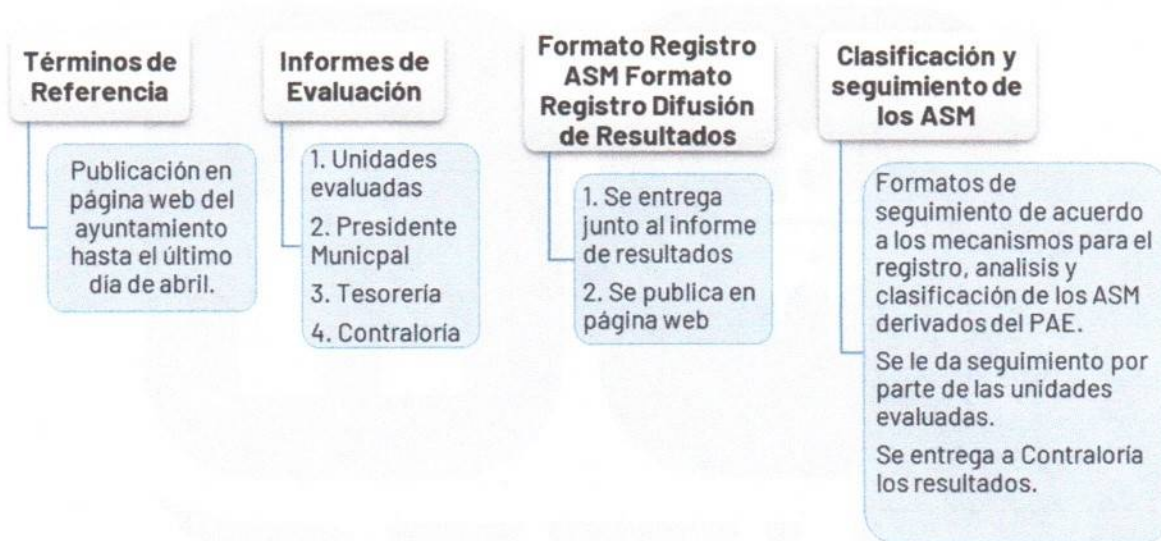 Términos de
Referencia
Publicación en
página web del
ayuntamiento
hasta el último
día de abril.
Informes de
Evaluación
1. Unidades
evaluadas
2. Presidente
Municpal
3. Tesorería
4. Contraloría
Formato Registro
ASM Formato
Registro Difusión
de Resultados
1. Se entrega
junto al informe
de resultados
2. Se publica en
página web
Clasificación y
seguimiento de
los ASM
Formatos de
seguimiento de acuerdo
a los mecanismos para el
registro, analisis y
clasificación de los ASM
derivados del PAE.
Se le da seguimiento por
parte de las unidades
evaluadas.
Se entrega a Contraloría
los resultados.